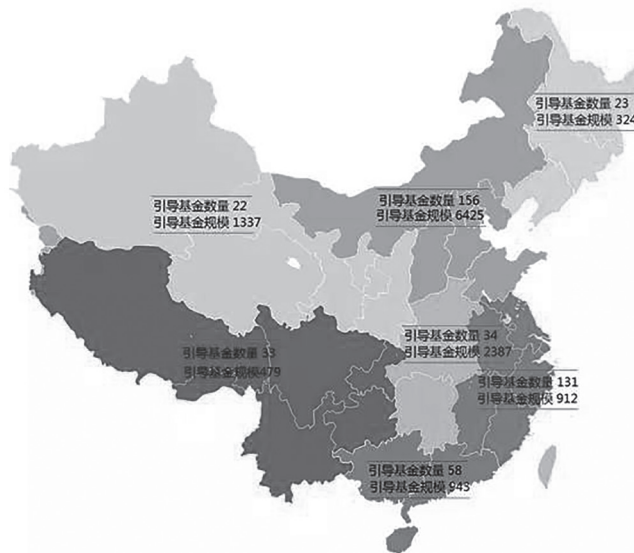 引导基金数量 23
引导基金规模 324
引导基金数量 22
引导基金规模 1337
引导基金数量 156
引导基金规模 6425
引导基金数量 34
引导基金规模 2387
引导基金数量 33
引导基金规模479
引导基金数量 131
引导基金规模 912
引导基金数量 58
引导基金规模 943